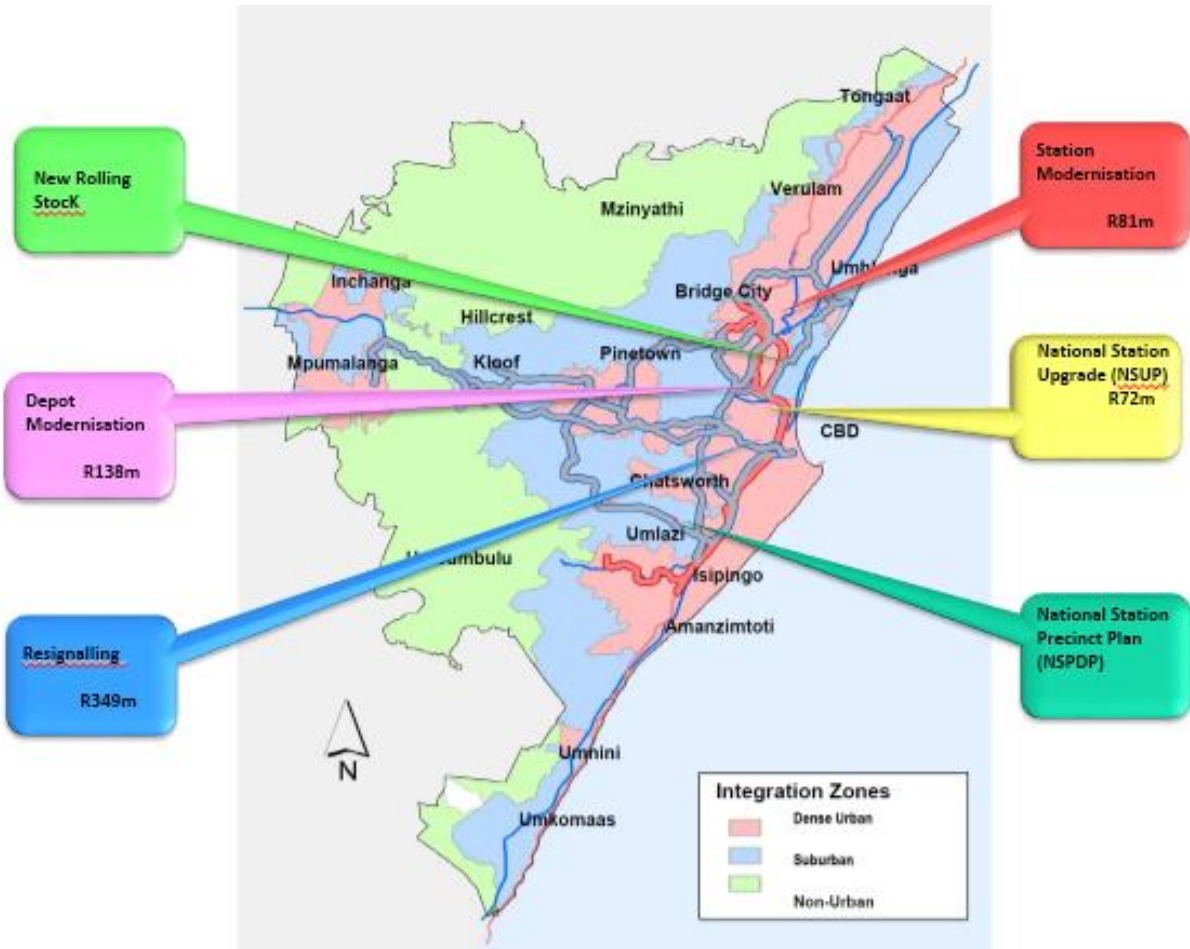 Tongaat
New Rolling
StocK
Station
Modernisation
R81m
Verulam
Mzinyathi
Inchanga
Bridge City
Hillcrest
Mpumalanga
Kloof
Pinetown
National Station
Upgrade (NSUP)
R72m
Depot
Modernisation
R138m
CBD
Chatsworth
Umlazi
Isipingo
Amanzimtoti
National Station
Precinct Plan
(NSPDP)
Resignalling
R349m
N
Umnini
Umkomaas
Integration Zones
Dense Urban
Suburban
Non-Urban